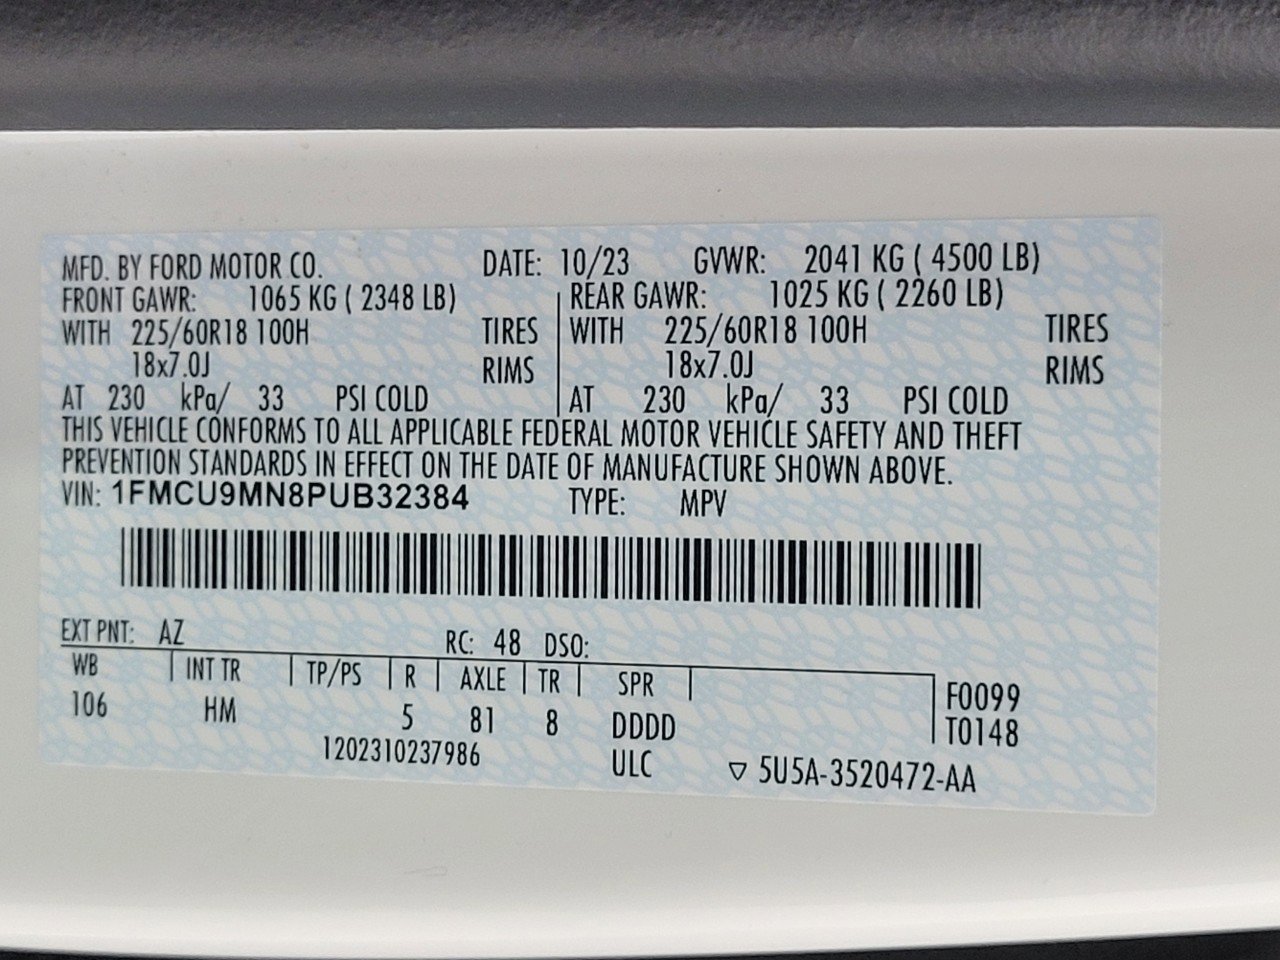 MFD. BY FORD MOTOR CO. DATE: 10/23 GVWR: 2041 KG ( 4500 LB)
FRONT GAWR: 1065 KG ( 2348 LB) REAR GAWR: 1025 KG ( 2260 LB)
WITH 225/60R18 100H TIRES WITH 225/60R18 100H TIRES
18x7.0J RIMS 18x7.0J RIMS
AT 230 kPa/ 33 PSI COLD AT 230 kPa/ 33 PSI COLD
THIS VEHICLE CONFORMS TO ALL APPLICABLE FEDERAL MOTOR VEHICLE SAFETY AND THEFT
PREVENTION STANDARDS IN EFFECT ON THE DATE OF MANUFACTURE SHOWN ABOVE.
VIN: 1FMCU9MN8PUB32384 TYPE: MPV
EXT PNT: AZ RC: 48 DSO:
WB INT TR TP/PS R AXLE TR SPR F0099
106 HM 5 81 8 DDDD T0148
1202310237986 ULC ▽ 5U5A-3520472-AA